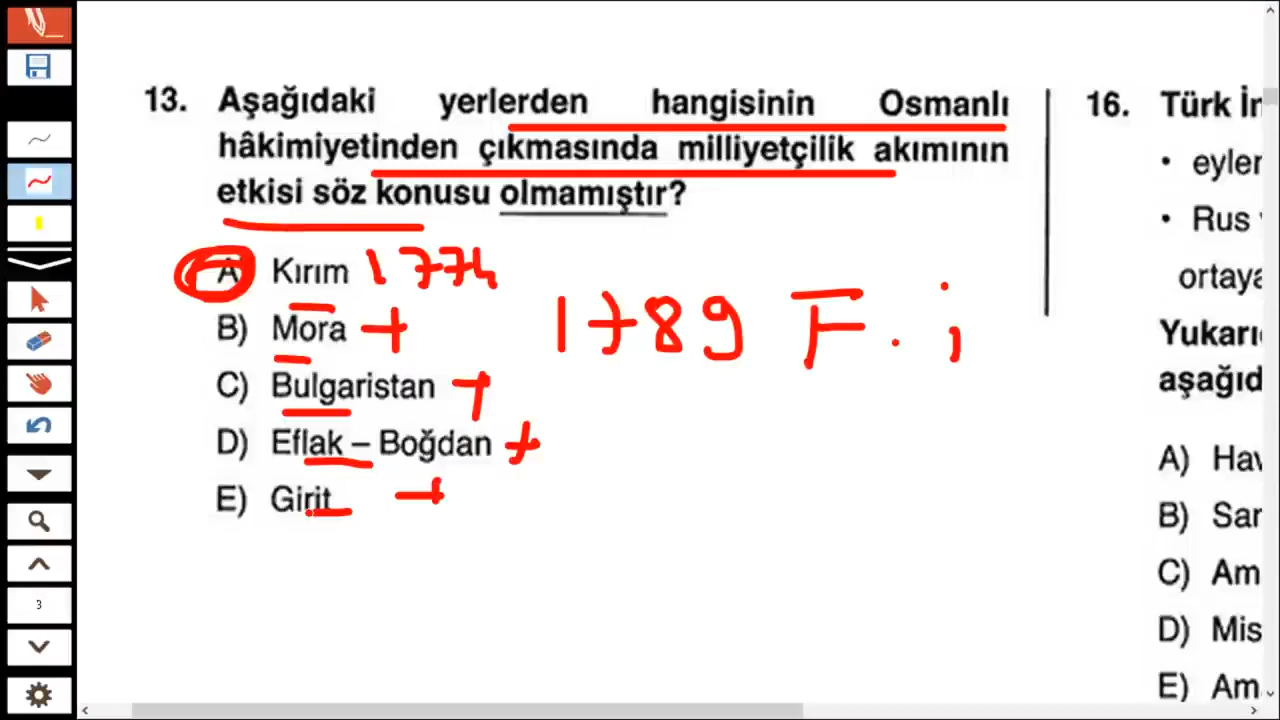 13. Aşağıdaki yerlerden hangisinin Osmanlı
hâkimiyetinden çıkmasında milliyetçilik akımının
etkisi söz konusu olmamıştır?
A) Kırım 1774
B) Mora +
C) Bulgaristan +
D) Eflak – Boğdan +
E) Girit +
1789 F. i
16. Türk İn
• eyler
• Rus
ortaya
Yukarı
aşağıd
A) Hav
B) Sar
C) Am
D) Mis
E) Am
3